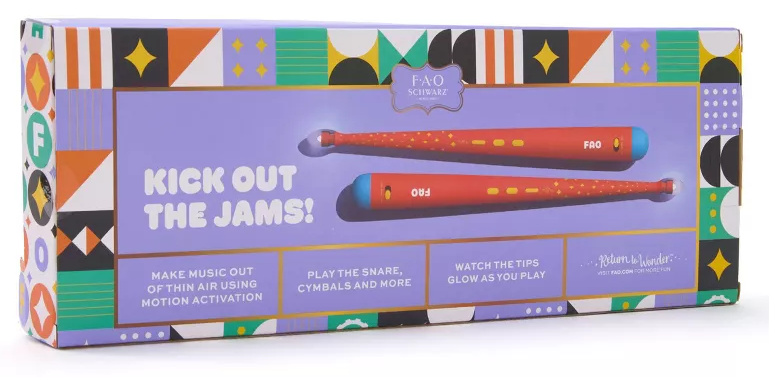 F·A·O
SCHWARZ
KICK OUT
THE JAMS!
FAO
FAO
MAKE MUSIC OUT
OF THIN AIR USING
MOTION ACTIVATION
PLAY THE SNARE,
CYMBALS AND MORE
WATCH THE TIPS
GLOW AS YOU PLAY
Return to Wonder
VISIT FAO.COM FOR MORE FUN
F